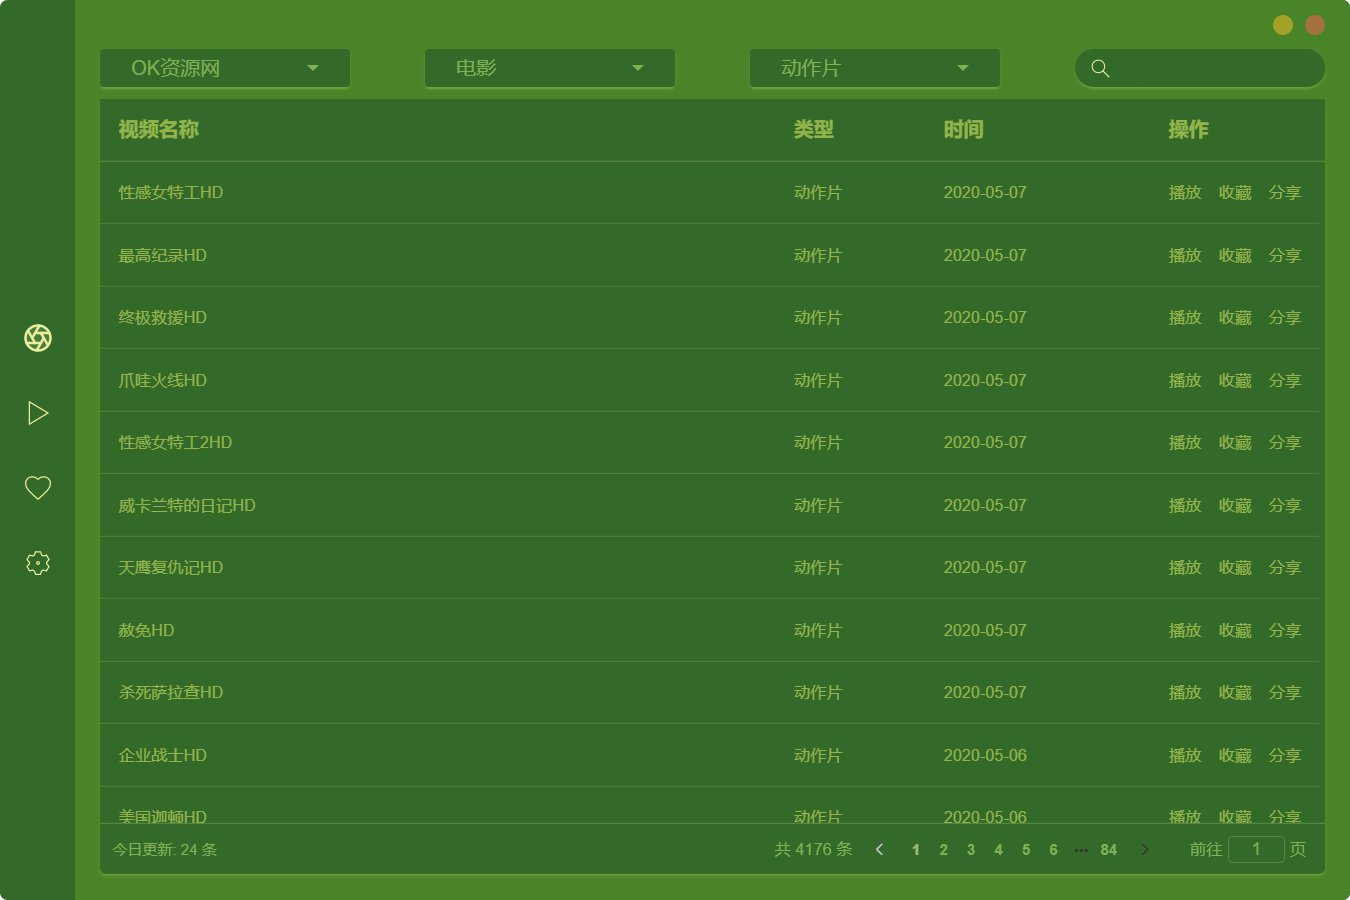 OK资源网 电影 动作片
视频名称 类型 时间 操作
性感女特工HD 动作片 2020-05-07 播放 收藏 分享
最高纪录HD 动作片 2020-05-07 播放 收藏 分享
终极救援HD 动作片 2020-05-07 播放 收藏 分享
爪哇火线HD 动作片 2020-05-07 播放 收藏 分享
性感女特工2HD 动作片 2020-05-07 播放 收藏 分享
威卡兰特的日记HD 动作片 2020-05-07 播放 收藏 分享
天鹰复仇记HD 动作片 2020-05-07 播放 收藏 分享
赦免HD 动作片 2020-05-07 播放 收藏 分享
杀死萨拉查HD 动作片 2020-05-07 播放 收藏 分享
企业战士HD 动作片 2020-05-06 播放 收藏 分享
美国迦顿HD 动作片 2020-05-06 播放 收藏 分享
今日更新: 24 条 共 4176 条 1 2 3 4 5 6 ··· 84 前往 1 页